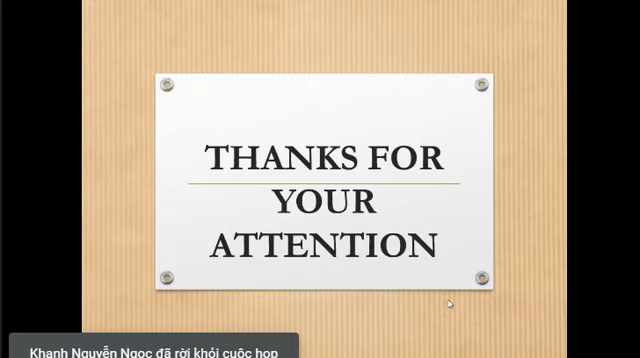 THANKS FOR
YOUR
ATTENTION
Khanh Nguyễn Ngọc đã rời khỏi cuộc họp